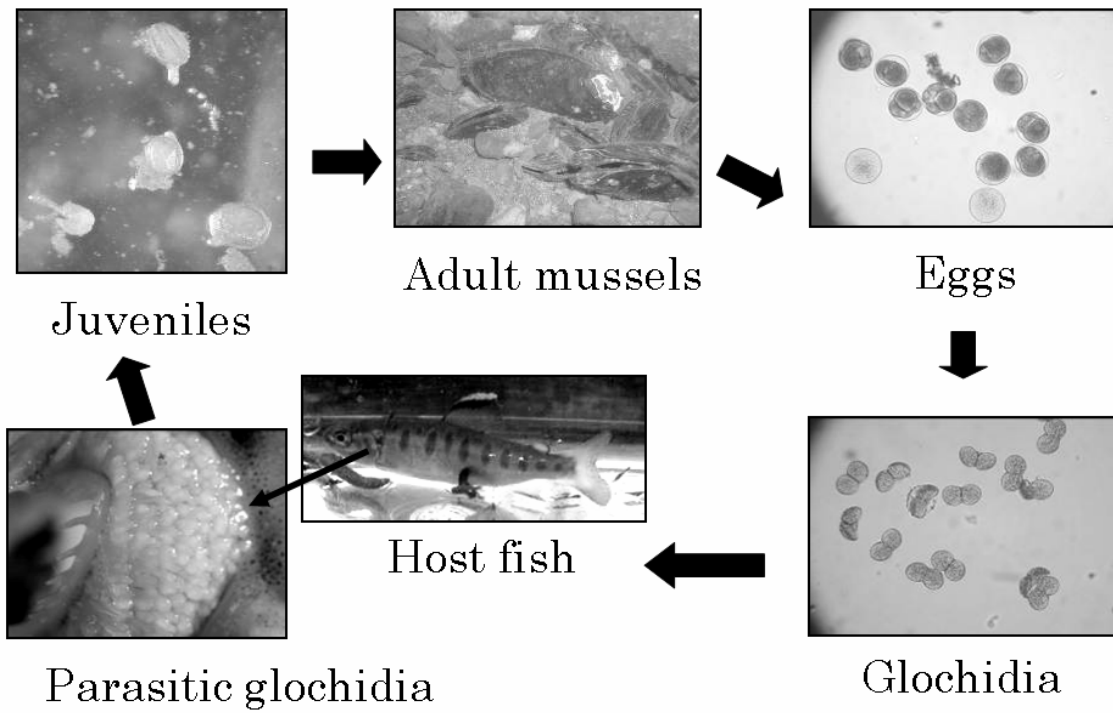 Juveniles
Adult mussels
Eggs
Host fish
Parasitic glochidia
Glochidia